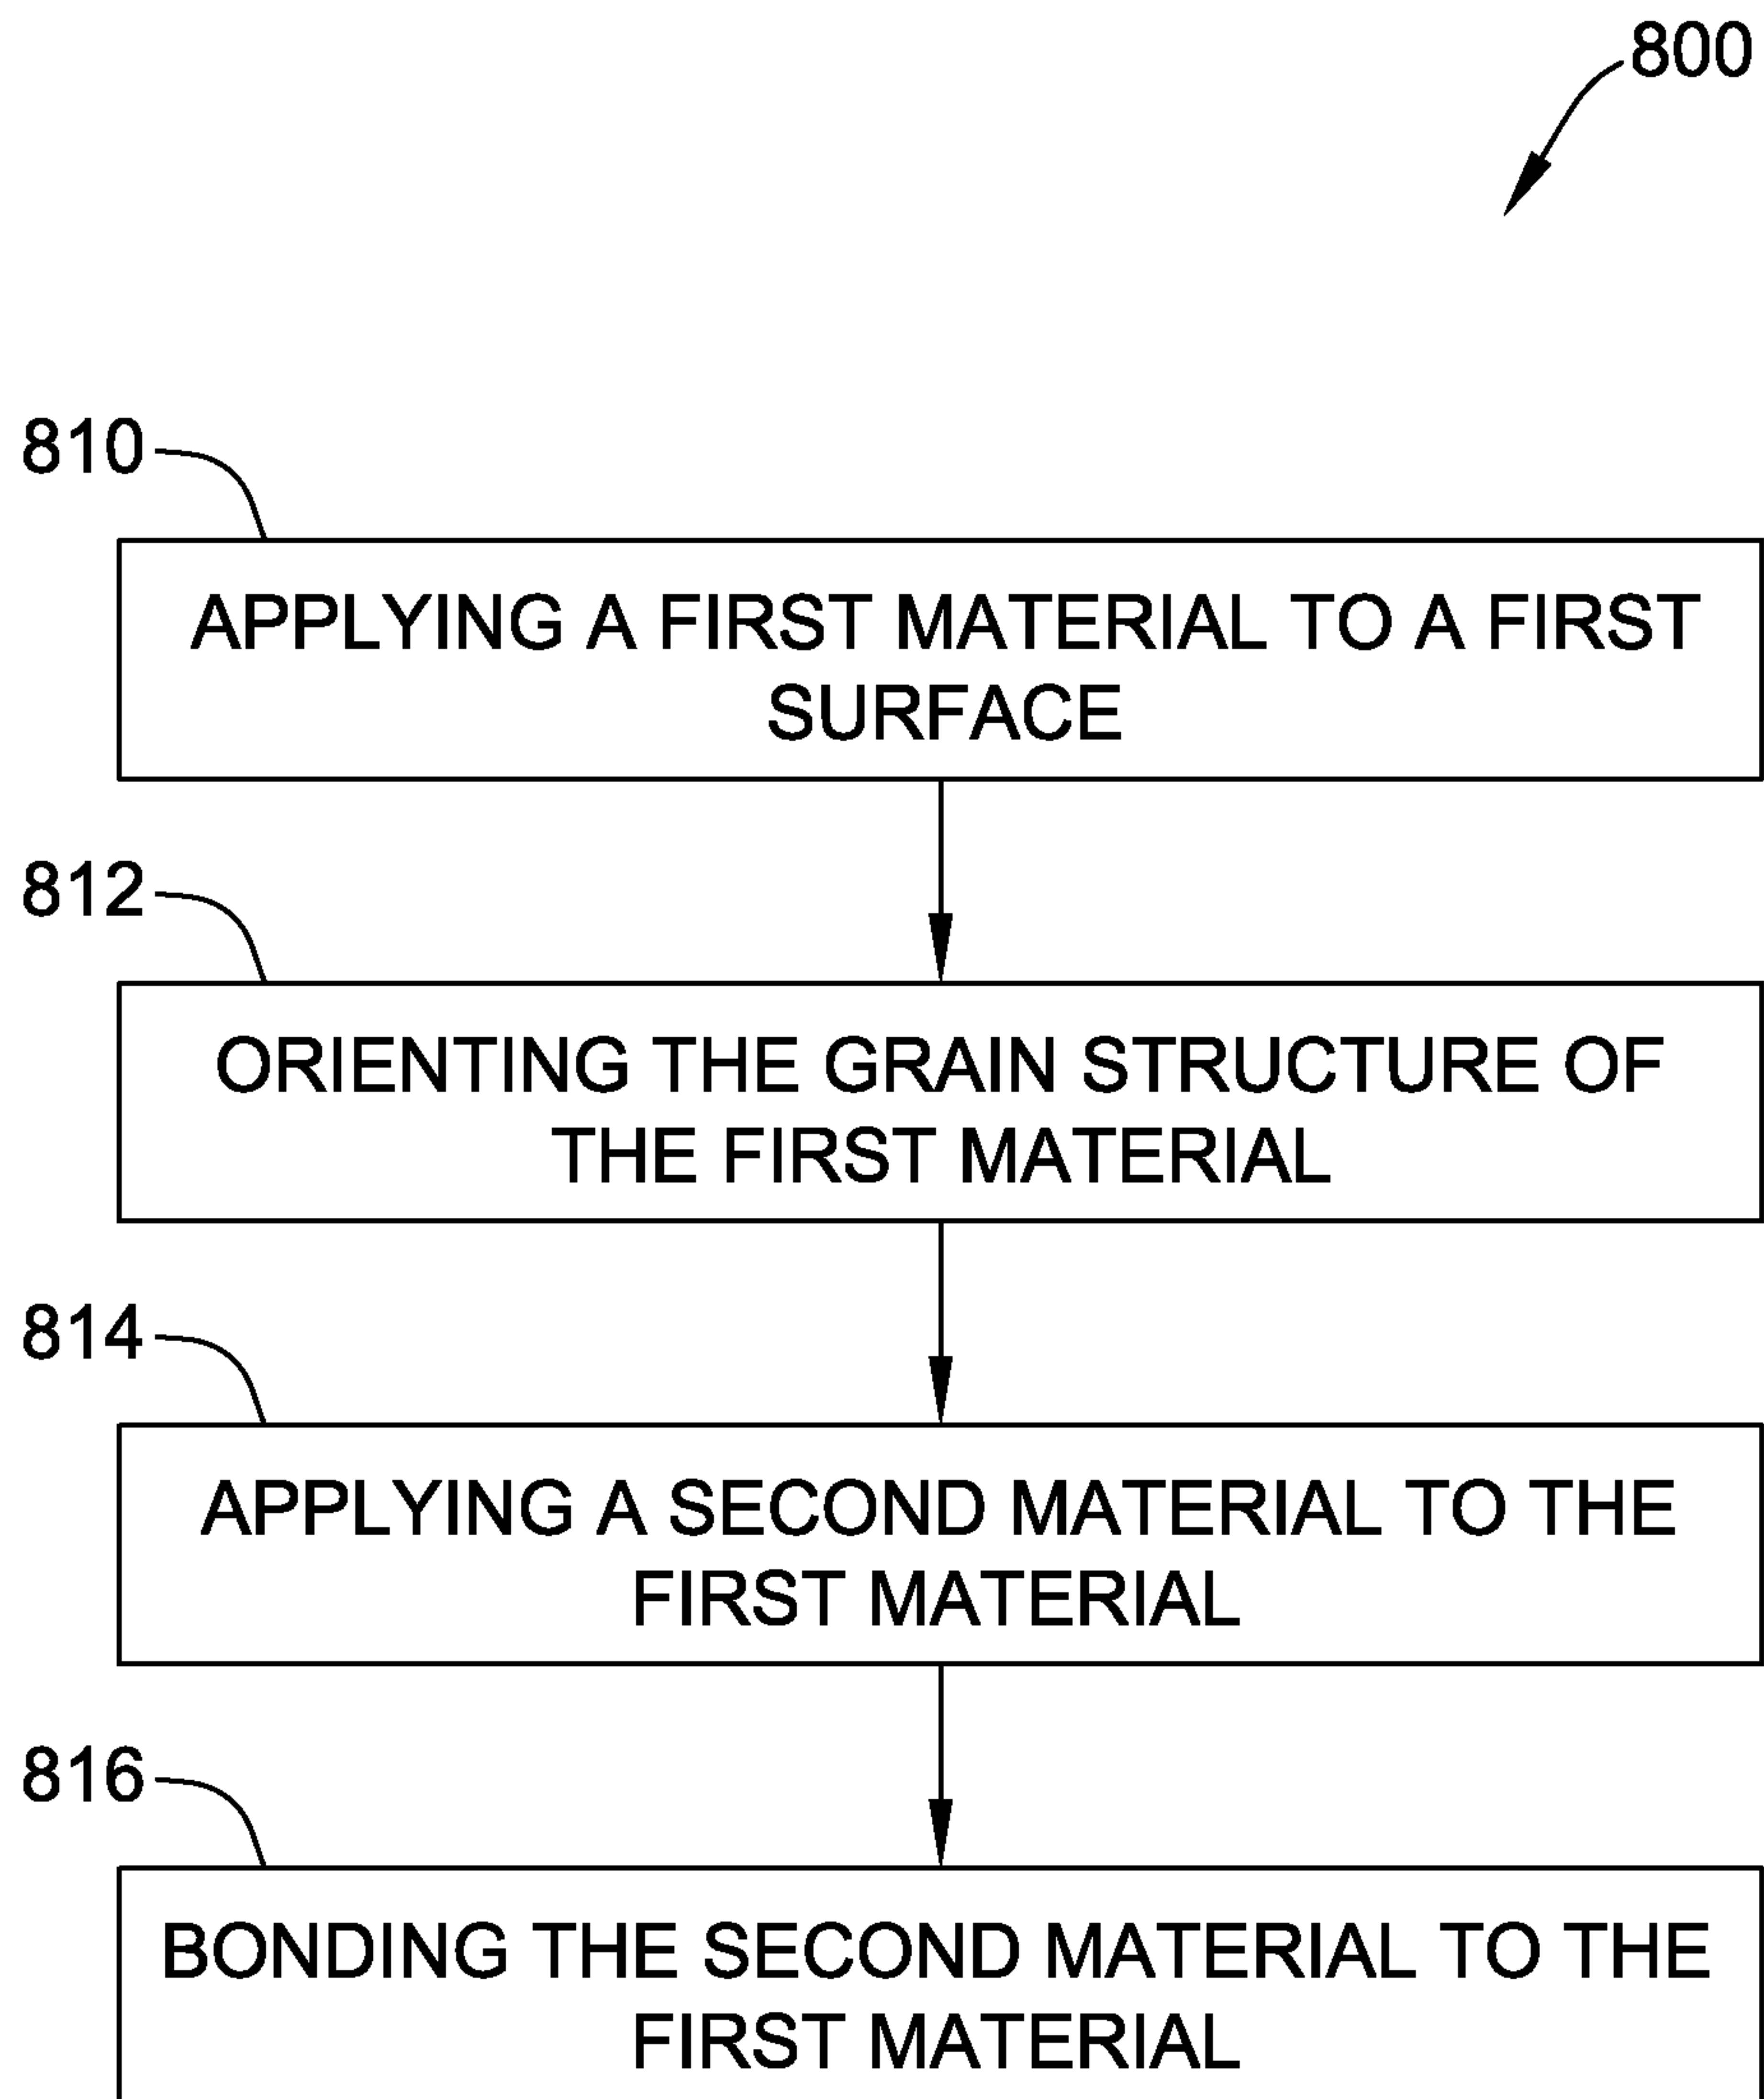 800
810
APPLYING A FIRST MATERIAL TO A FIRST
SURFACE
812
ORIENTING THE GRAIN STRUCTURE OF
THE FIRST MATERIAL
814
APPLYING A SECOND MATERIAL TO THE
FIRST MATERIAL
816
BONDING THE SECOND MATERIAL TO THE
FIRST MATERIAL